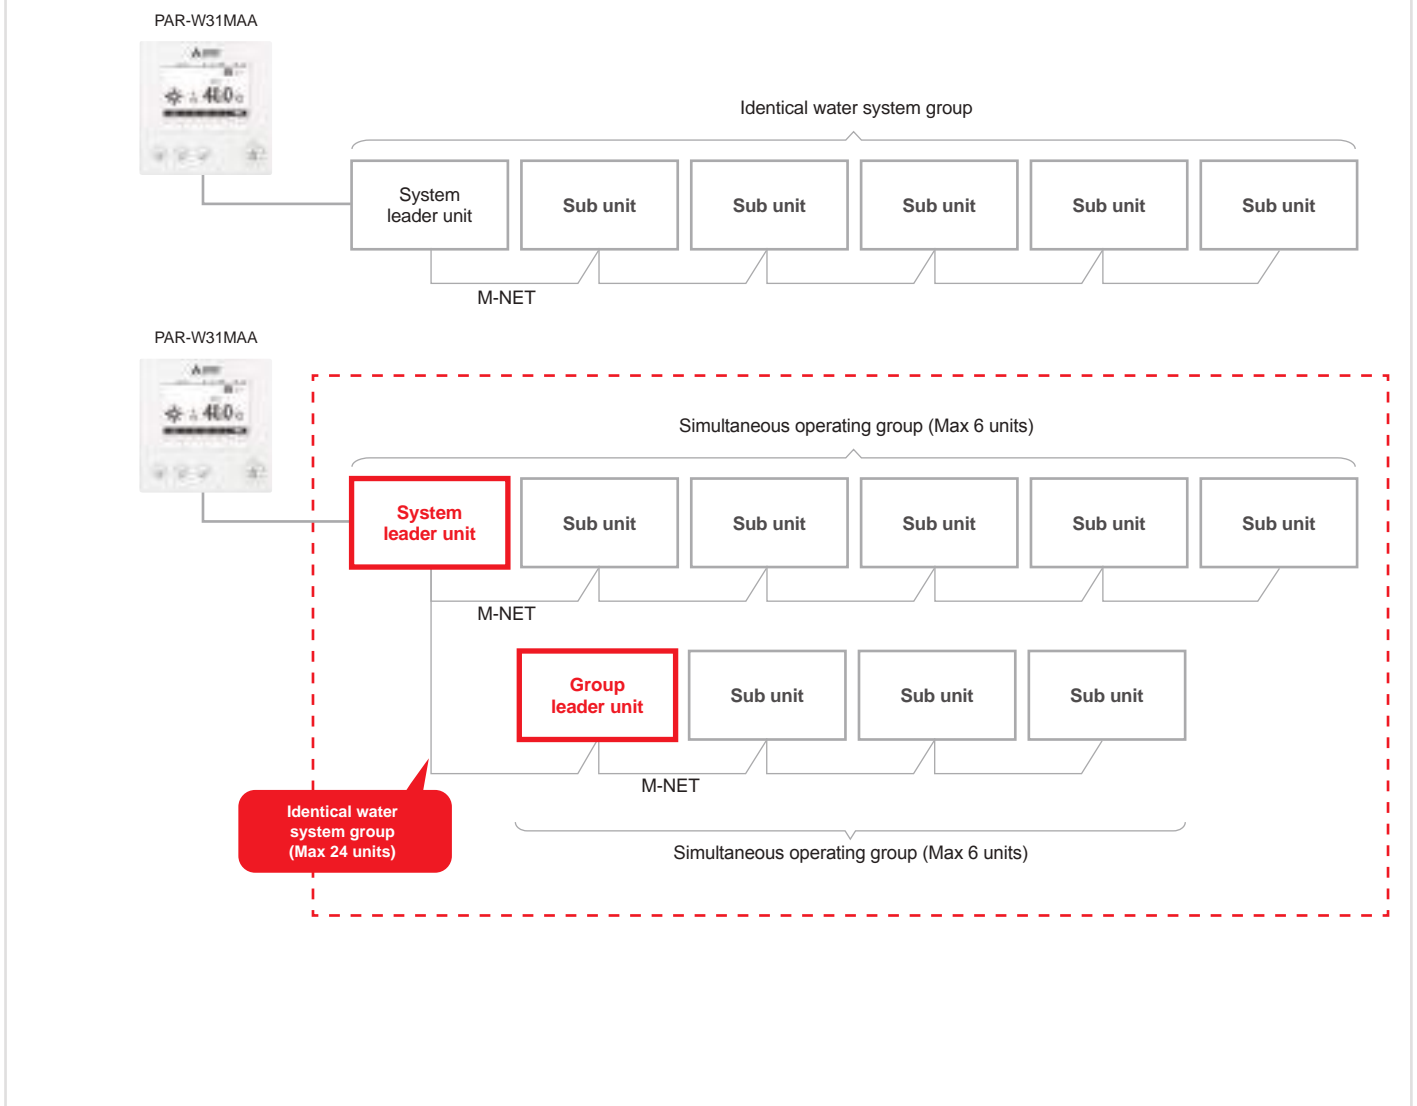 PAR-W31MAA
Identical water system group
System
leader unit
Sub unit
Sub unit
Sub unit
Sub unit
Sub unit
M-NET
PAR-W31MAA
Simultaneous operating group (Max 6 units)
System
leader unit
Sub unit
Sub unit
Sub unit
Sub unit
Sub unit
M-NET
Group
leader unit
Sub unit
Sub unit
Sub unit
M-NET
Identical water
system group
(Max 24 units)
Simultaneous operating group (Max 6 units)